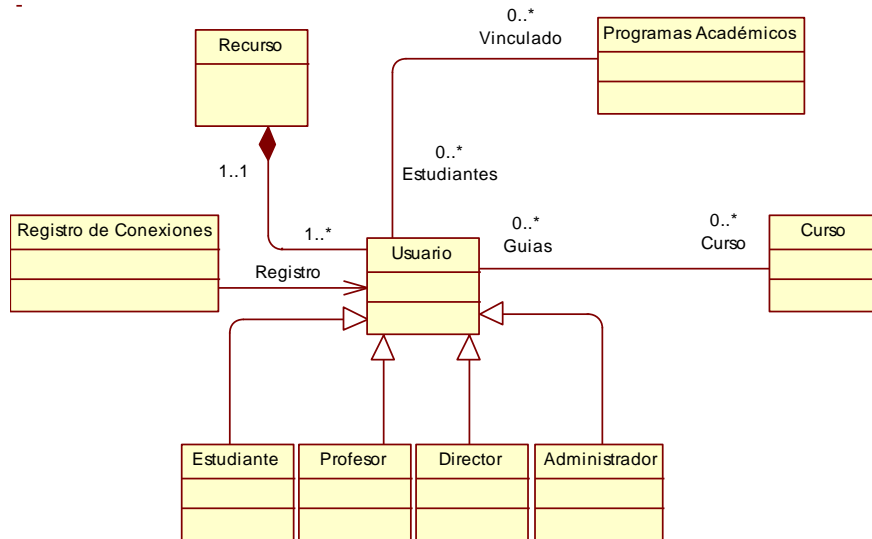 0..*
Vinculado
Programas Académicos
Recurso
1..1
0..*
Estudiantes
Registro de Conexiones
1..*
Usuario
0..*
Guias
0..*
Curso
Curso
Registro
Estudiante
Profesor
Director
Administrador